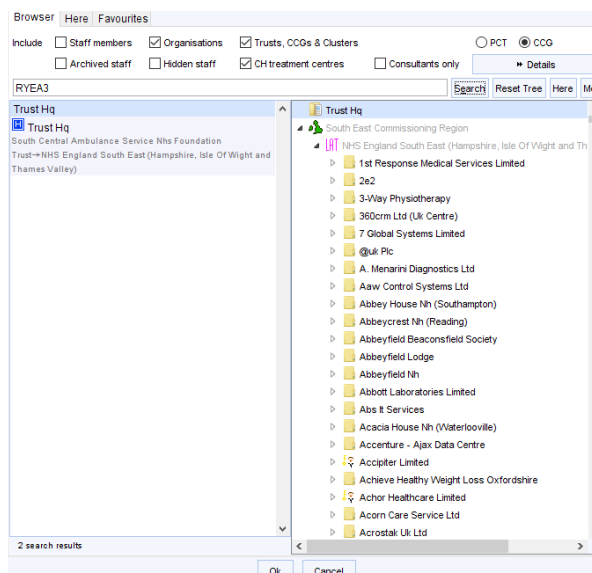 Browser Here Favourites
Include Staff members Organisations Trusts, CCGs & Clusters PCT CCG
Archived staff Hidden staff CH treatment centres Consultants only Details
RYEA3 Search Reset Tree Here
Trust Hq
Trust Hq
South Central Ambulance Service Nhs Foundation
Trust→NHS England South East (Hampshire, Isle Of Wight and
Thames Valley)
2 search results
Trust Hq
South East Commissioning Region
LAT NHS England South East (Hampshire, Isle Of Wight and Th
1st Response Medical Services Limited
2e2
3-Way Physiotherapy
360crm Ltd (Uk Centre)
7 Global Systems Limited
@uk Plc
A. Menarini Diagnostics Ltd
Aaw Control Systems Ltd
Abbey House Nh (Southampton)
Abbeycrest Nh (Reading)
Abbeyfield Beaconsfield Society
Abbeyfield Lodge
Abbeyfield Nh
Abbott Laboratories Limited
Abs It Services
Acacia House Nh (Waterlooville)
Accenture - Ajax Data Centre
Accipiter Limited
Achieve Healthy Weight Loss Oxfordshire
Achor Healthcare Limited
Acorn Care Service Ltd
Acrostak Uk Ltd
Ok Cancel